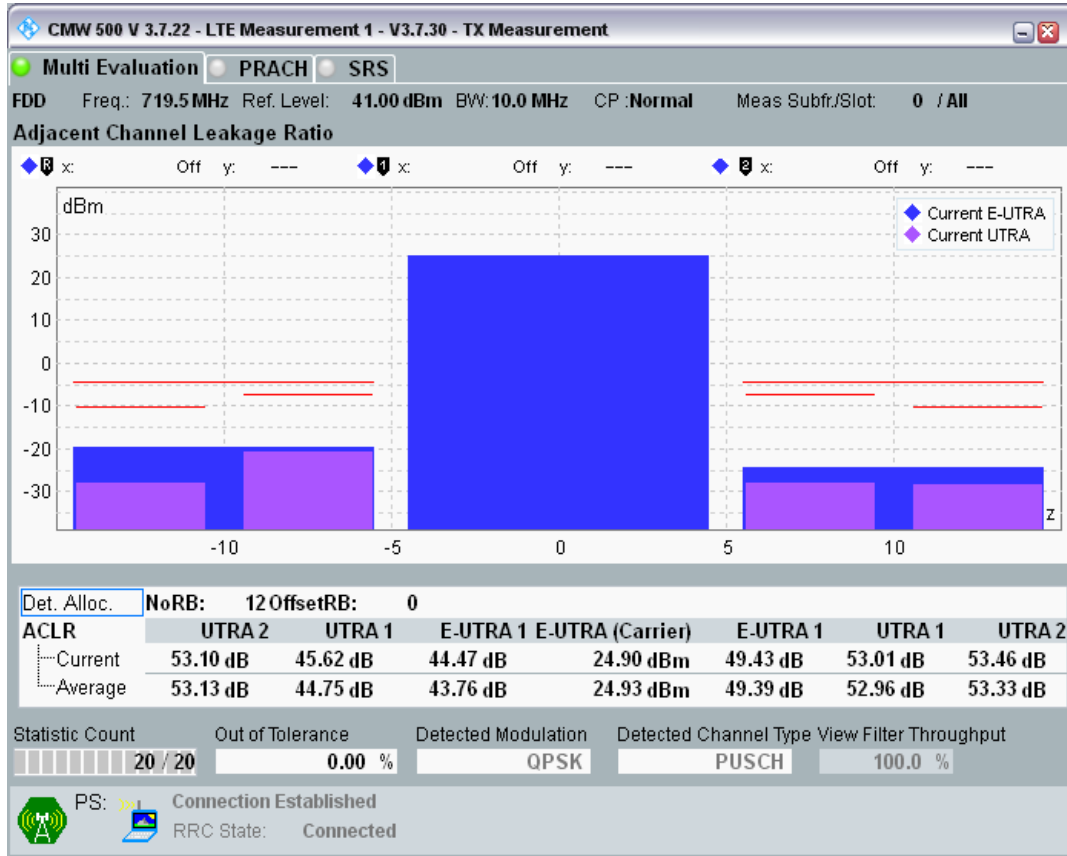 CMW 500 V 3.7.22 - LTE Measurement 1 - V3.7.30 - TX Measurement
Multi Evaluation PRACH SRS
FDD Freq.: 719.5 MHz Ref. Level: 41.00 dBm BW: 10.0 MHz CP :Normal Meas Subfr./Slot: 0 / All
Adjacent Channel Leakage Ratio
R x: Off y: --- 1 x: Off y: --- 2 x: Off y: ---
dBm
Current E-UTRA
Current UTRA
30
20
10
0
-10
-20
-30
z
-10 -5 0 5 10
Det. Alloc. NoRB: 12 OffsetRB: 0
ACLR UTRA 2 UTRA 1 E-UTRA 1 E-UTRA (Carrier) E-UTRA 1 UTRA 1 UTRA 2
Current 53.10 dB 45.62 dB 44.47 dB 24.90 dBm 49.43 dB 53.01 dB 53.46 dB
Average 53.13 dB 44.75 dB 43.76 dB 24.93 dBm 49.39 dB 52.96 dB 53.33 dB
Statistic Count Out of Tolerance Detected Modulation Detected Channel Type View Filter Throughput
20 / 20 0.00 % QPSK PUSCH 100.0 %
PS: Connection Established
RRC State: Connected